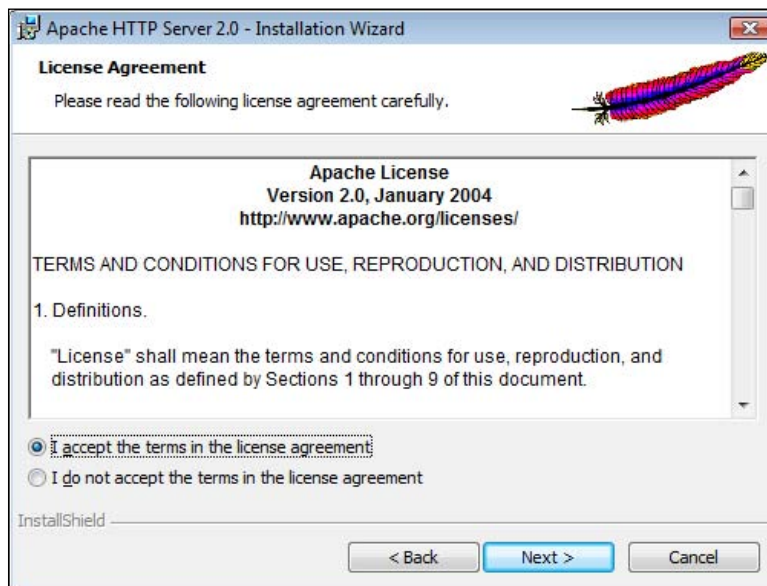 Apache HTTP Server 2.0 - Installation Wizard
License Agreement
Please read the following license agreement carefully.
Apache License
Version 2.0, January 2004
http://www.apache.org/licenses/
TERMS AND CONDITIONS FOR USE, REPRODUCTION, AND DISTRIBUTION
1. Definitions.
"License" shall mean the terms and conditions for use, reproduction, and
distribution as defined by Sections 1 through 9 of this document.
I accept the terms in the license agreement
I do not accept the terms in the license agreement
InstallShield
< Back Next > Cancel